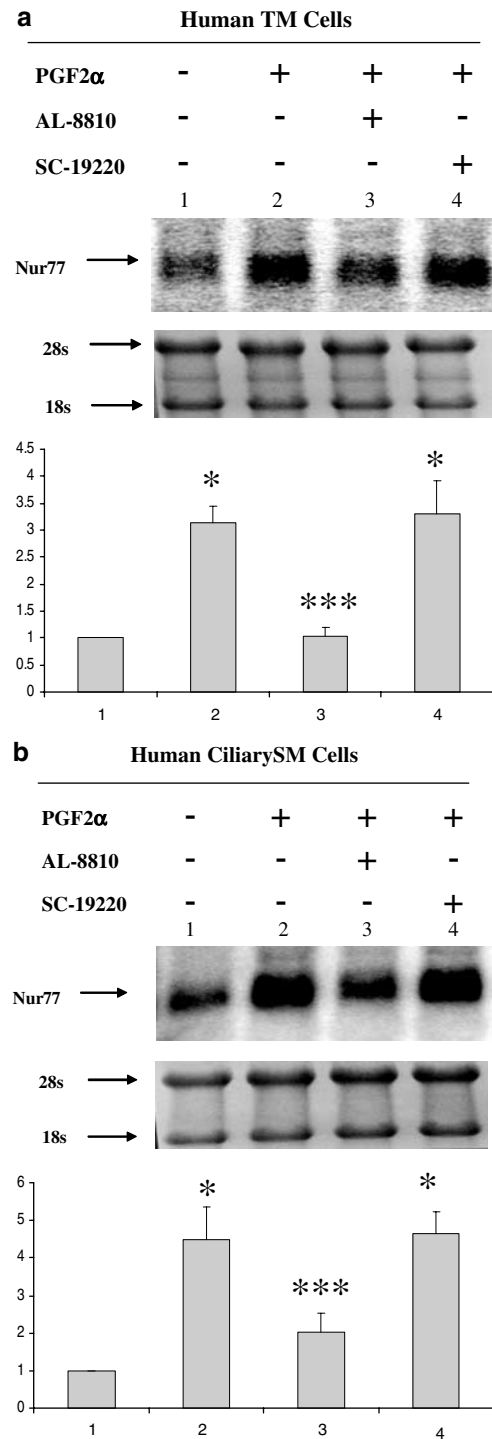 a
Human TM Cells
PGF2α - + + +
AL-8810 - - + -
SC-19220 - - - +
1 2 3 4
Nur77
28s
18s
4.5
4
3.5
3
2.5
2
1.5
1
0.5
0
* *** *
1 2 3 4
b
Human CiliarySM Cells
PGF2α - + + +
AL-8810 - - + -
SC-19220 - - - +
1 2 3 4
Nur77
28s
18s
6
5
4
3
2
1
0
* *** *
1 2 3 4